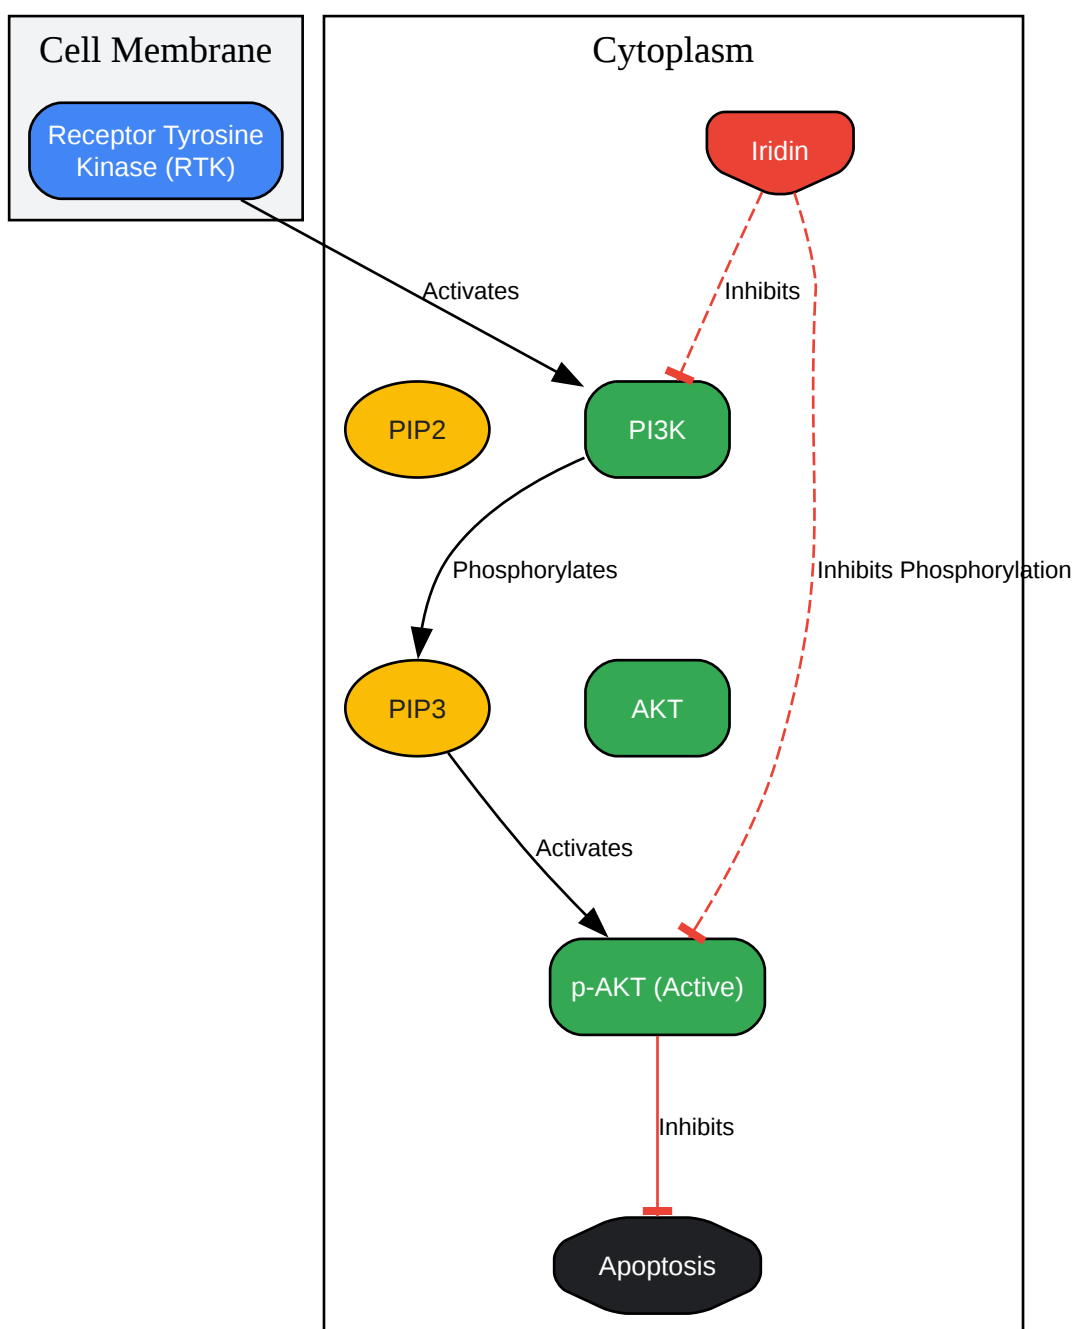 Cell Membrane
Cytoplasm
Receptor Tyrosine
Kinase (RTK)
Iridin
Activates
Inhibits
PIP2
PI3K
Phosphorylates
Inhibits Phosphorylation
PIP3
AKT
Activates
p-AKT (Active)
Inhibits
Apoptosis